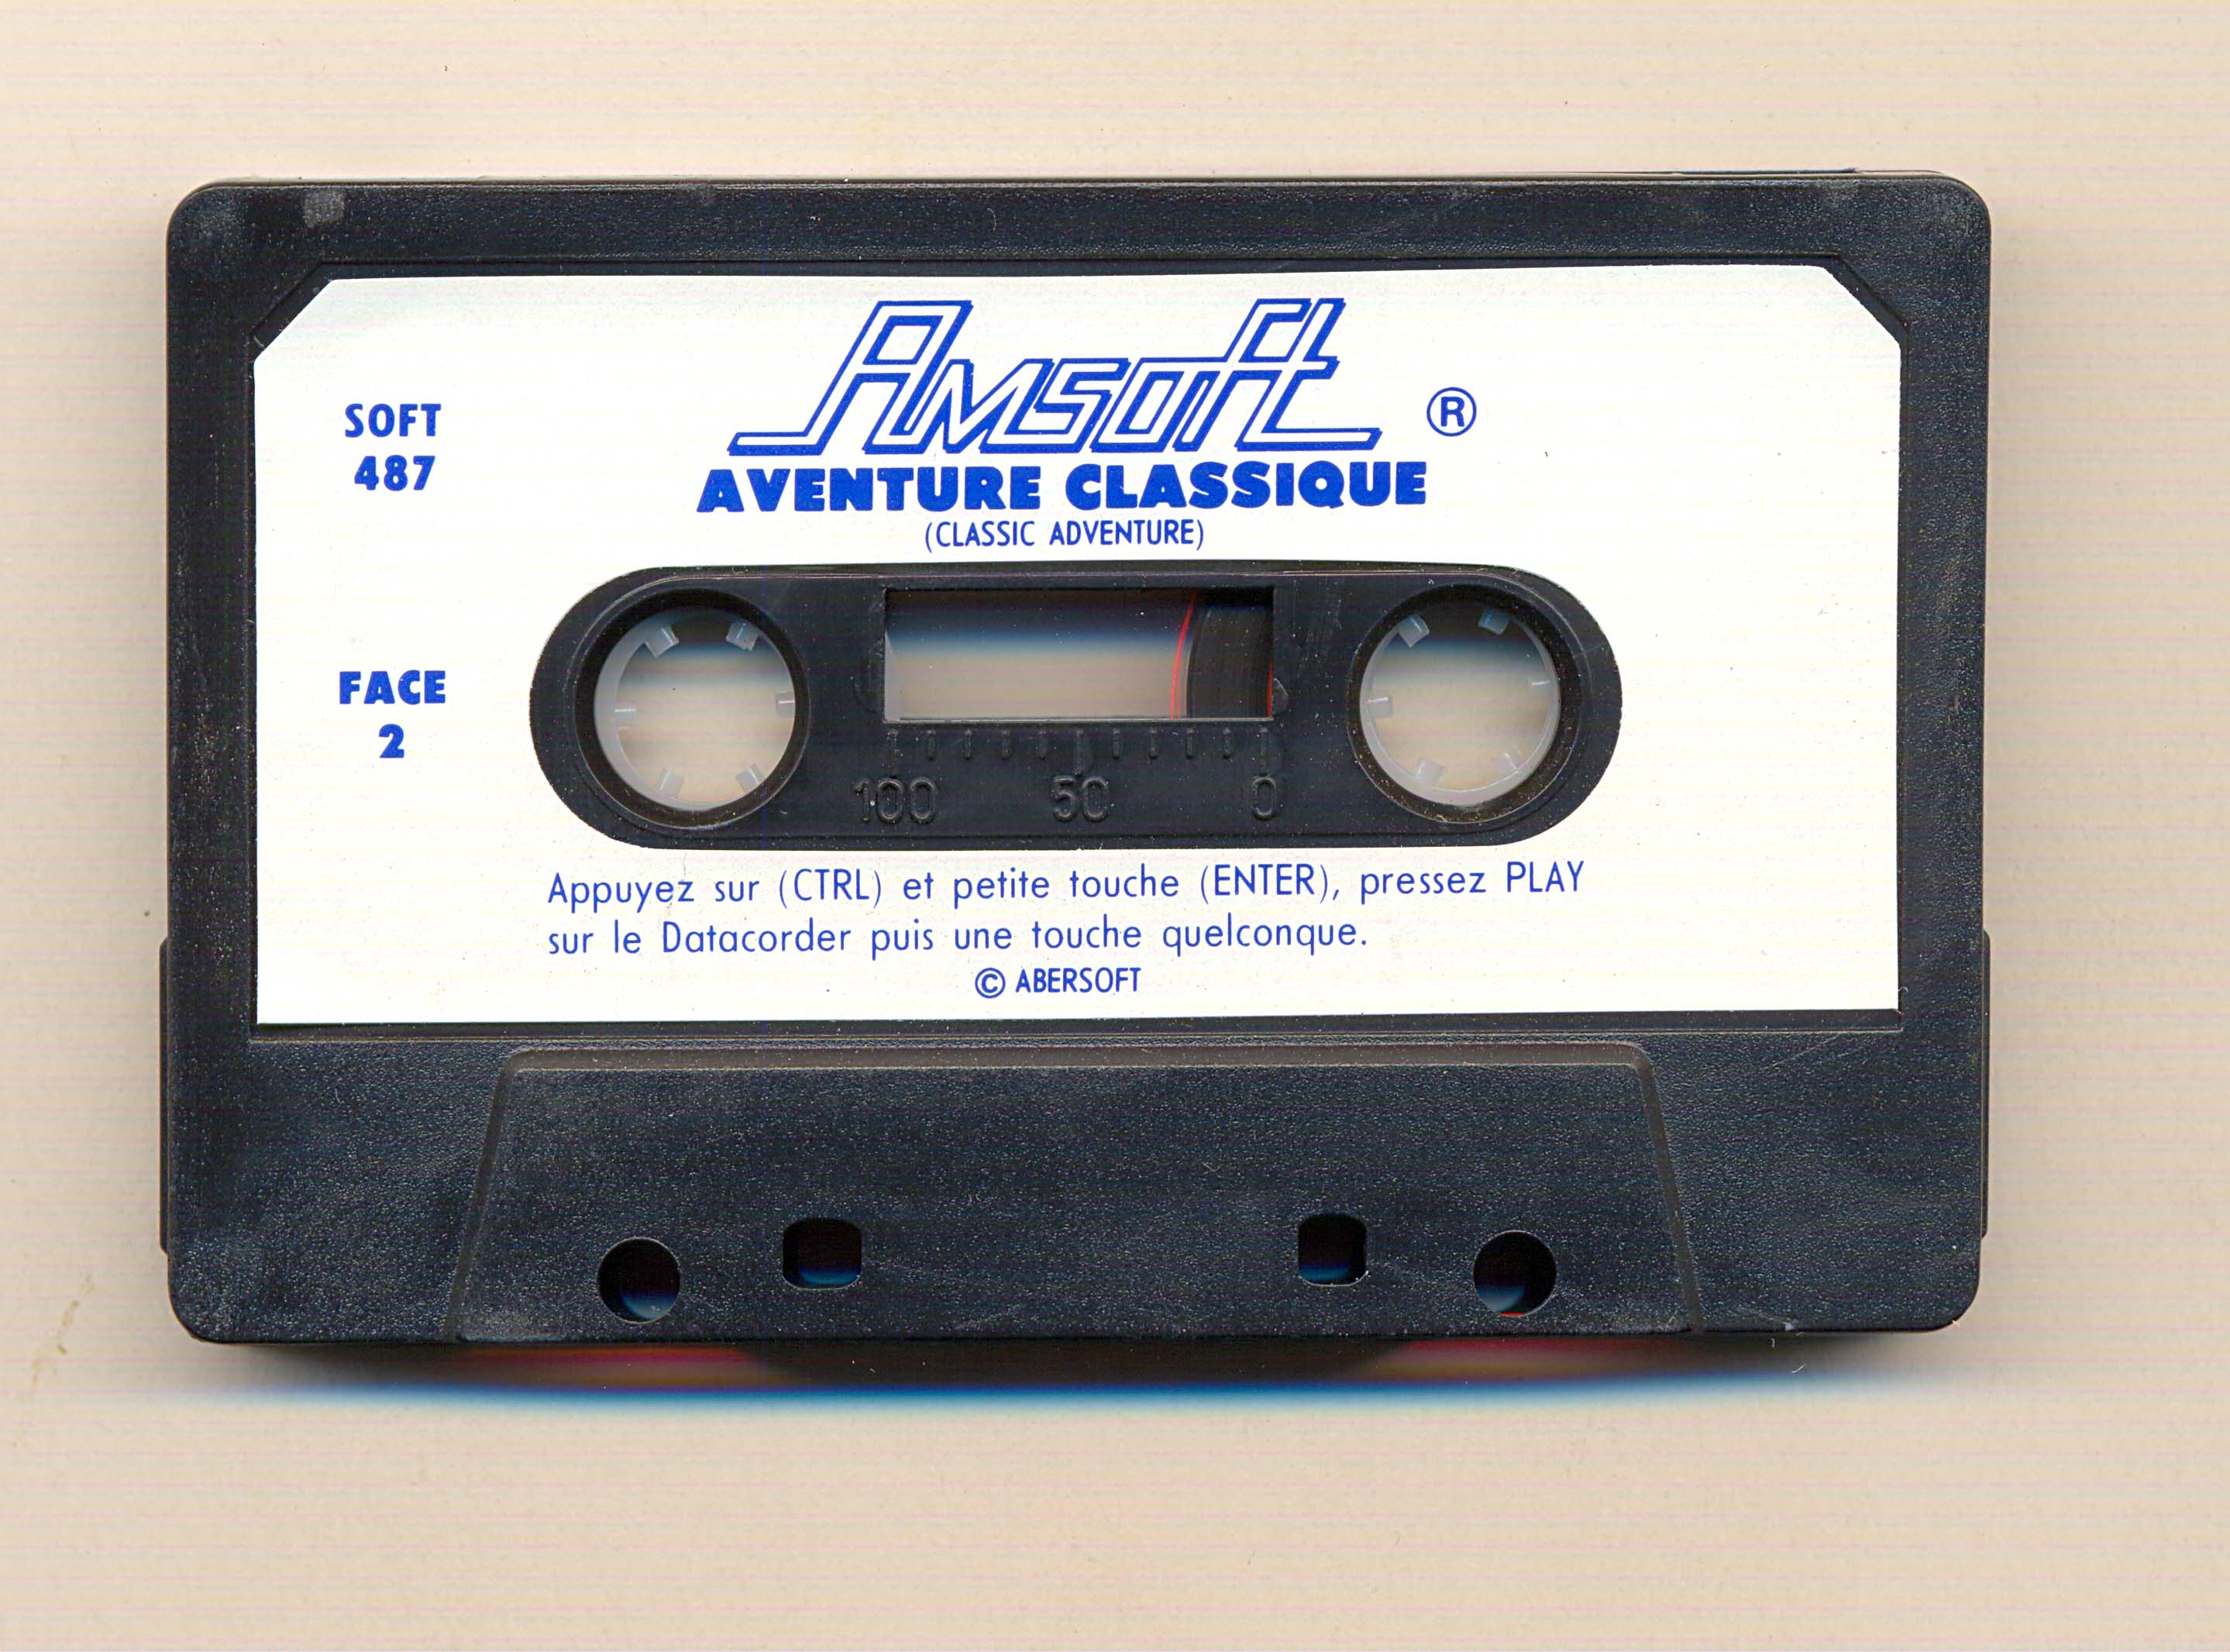 Amsoft ®
AVENTURE CLASSIQUE
(CLASSIC ADVENTURE)
SOFT
487
FACE
2
100 50 0
Appuyez sur (CTRL) et petite touche (ENTER), pressez PLAY
sur le Datacorder puis une touche quelconque.
© ABERSOFT